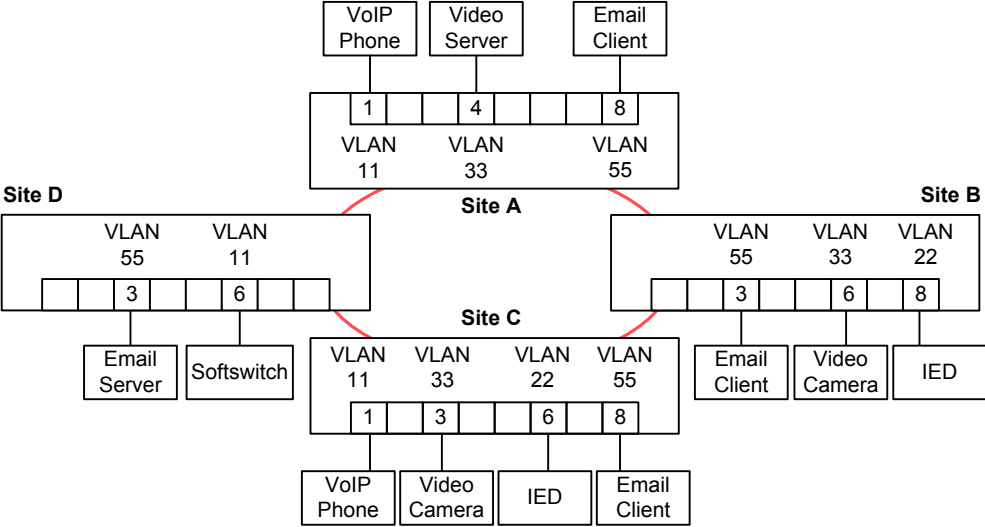 VoIP
Phone
Video
Server
Email
Client
1
4
8
VLAN
11
VLAN
33
VLAN
55
Site A
Site D
VLAN
55
VLAN
11
3
6
Email
Server
Softswitch
Site B
VLAN
55
VLAN
33
VLAN
22
3
6
8
Email
Client
Video
Camera
IED
Site C
VLAN
11
VLAN
33
VLAN
22
VLAN
55
1
3
6
8
VoIP
Phone
Video
Camera
IED
Email
Client